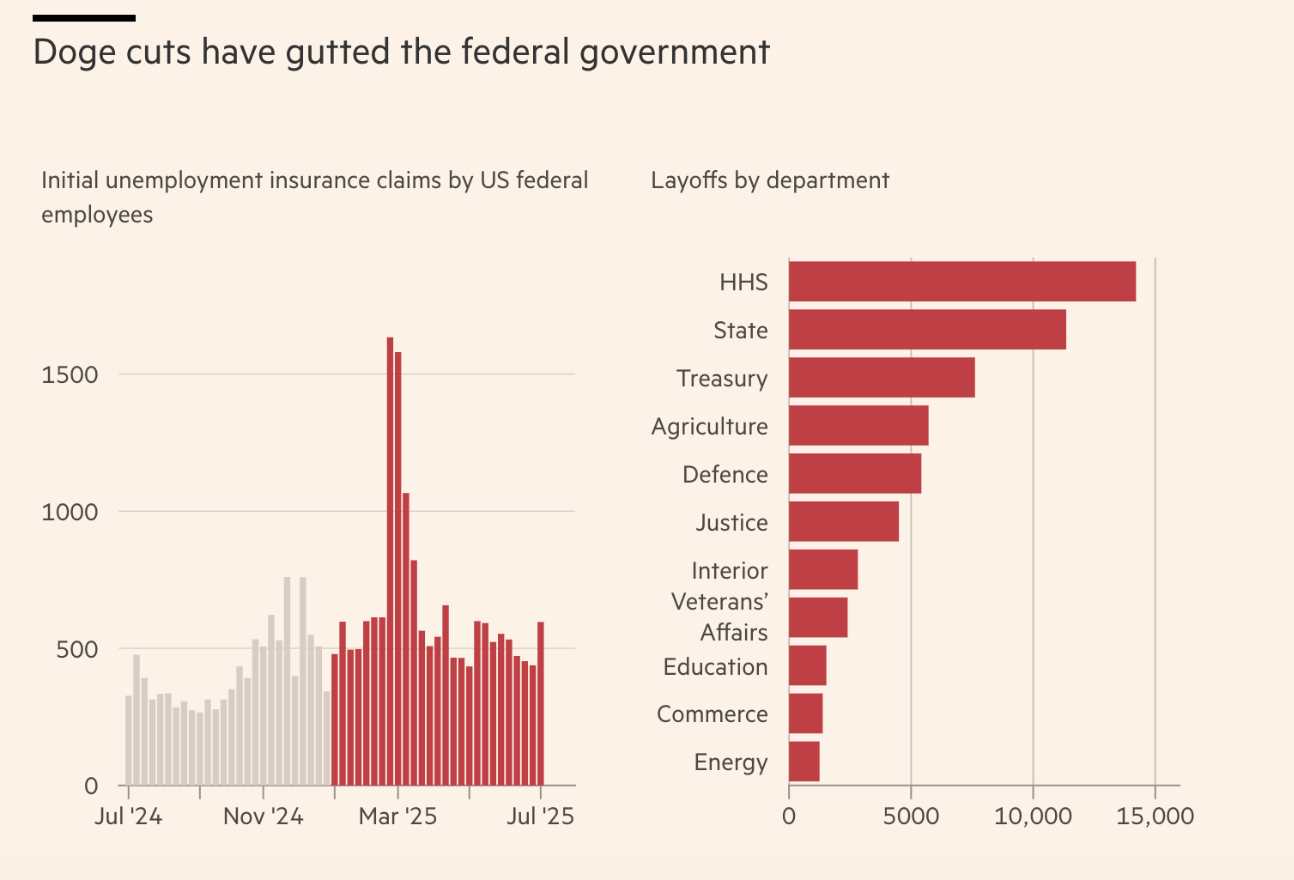 Doge cuts have gutted the federal government
Initial unemployment insurance claims by US federal
employees
1500
1000
500
0
Jul '24
Nov '24
Mar '25
Jul '25
Layoffs by department
HHS
State
Treasury
Agriculture
Defence
Justice
Interior
Veterans’
Affairs
Education
Commerce
Energy
0
5000
10,000
15,000